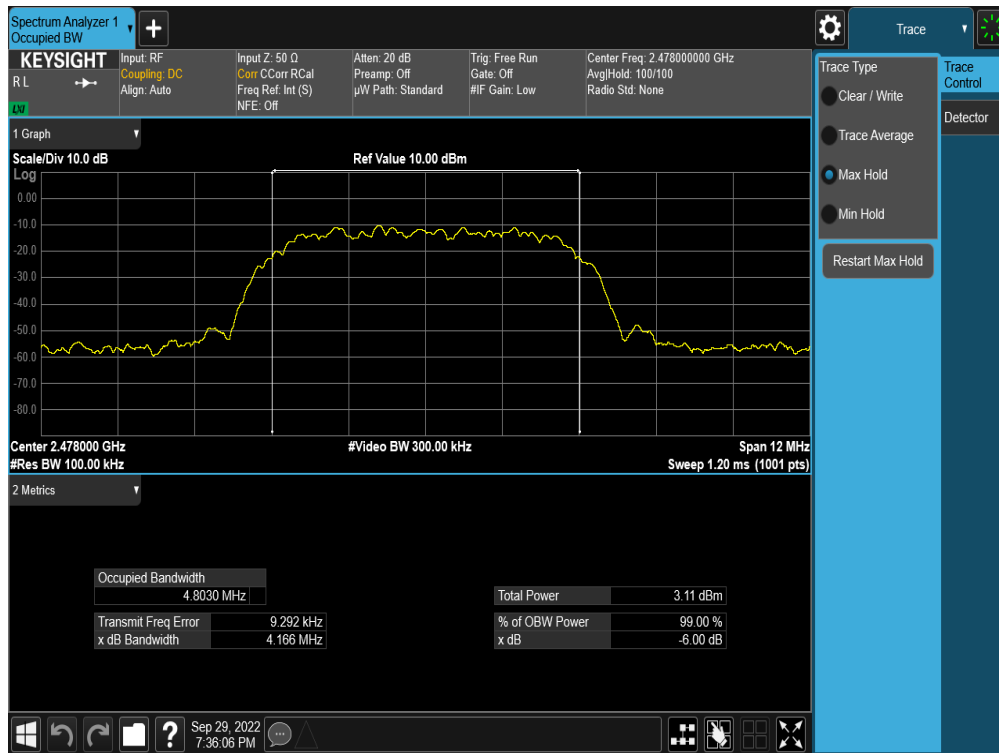 Spectrum Analyzer 1
Occupied BW
Trace
KEYSIGHT
R L
LXI
Input: RF
Coupling: DC
Align: Auto
Input Z: 50 Ω
Corr CCorr RCal
Freq Ref: Int (S)
NFE: Off
Atten: 20 dB
Preamp: Off
µW Path: Standard
Trig: Free Run
Gate: Off
#IF Gain: Low
Center Freq: 2.478000000 GHz
Avg|Hold: 100/100
Radio Std: None
Trace Type
Clear / Write
Trace Average
Max Hold
Min Hold
Restart Max Hold
Trace
Control
Detector
1 Graph
Scale/Div 10.0 dB
Ref Value 10.00 dBm
Log
0.00
-10.0
-20.0
-30.0
-40.0
-50.0
-60.0
-70.0
-80.0
Center 2.478000 GHz
#Video BW 300.00 kHz
Span 12 MHz
#Res BW 100.00 kHz
Sweep 1.20 ms (1001 pts)
2 Metrics
Occupied Bandwidth
4.8030 MHz
Total Power 3.11 dBm
Transmit Freq Error 9.292 kHz
% of OBW Power 99.00 %
x dB Bandwidth 4.166 MHz
x dB -6.00 dB
?
Sep 29, 2022
7:36:06 PM